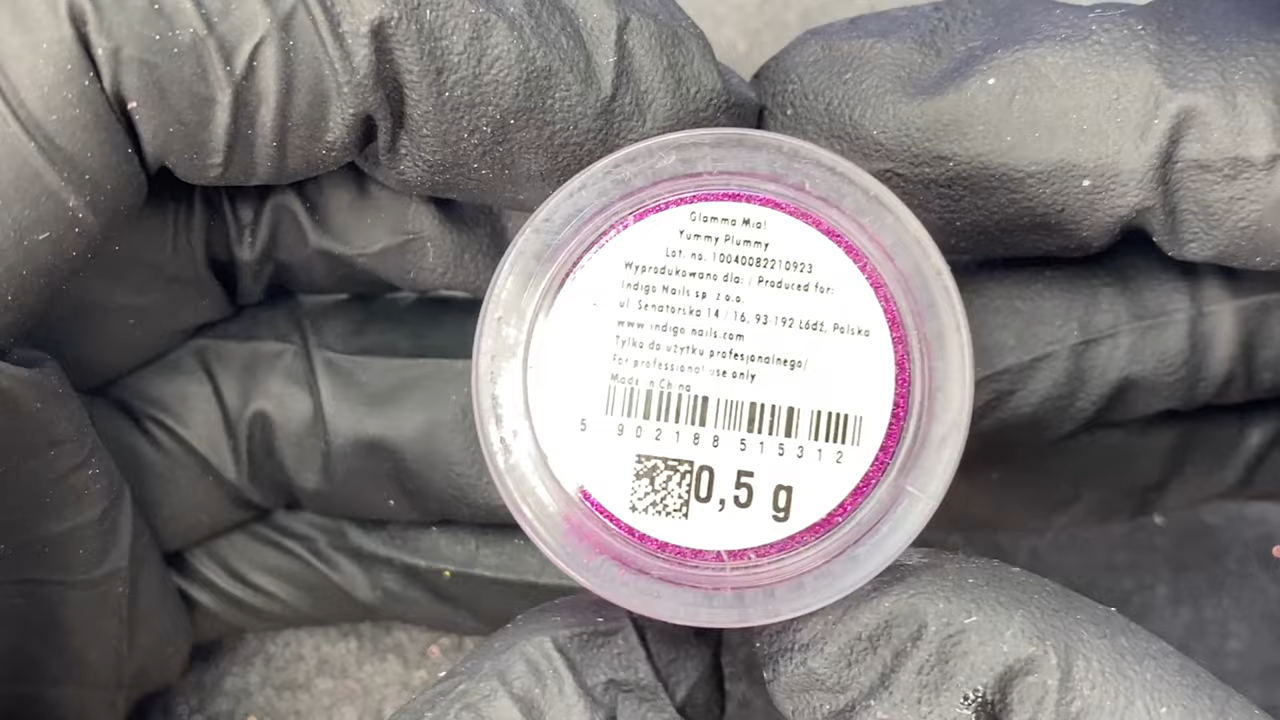 Glamma Mia!
Yummy Plummy
Lot. no. 10040082210923
Wyprodukowano dla: / Produced for:
Indigo Nails sp. z o.o.
ul. Senatorska 14 / 16, 93-192 Łódź, Polska
www.indigo-nails.com
Tylko do użytku profesjonalnego/
For professional use only
Made in China
5 902188 515312
0,5 g